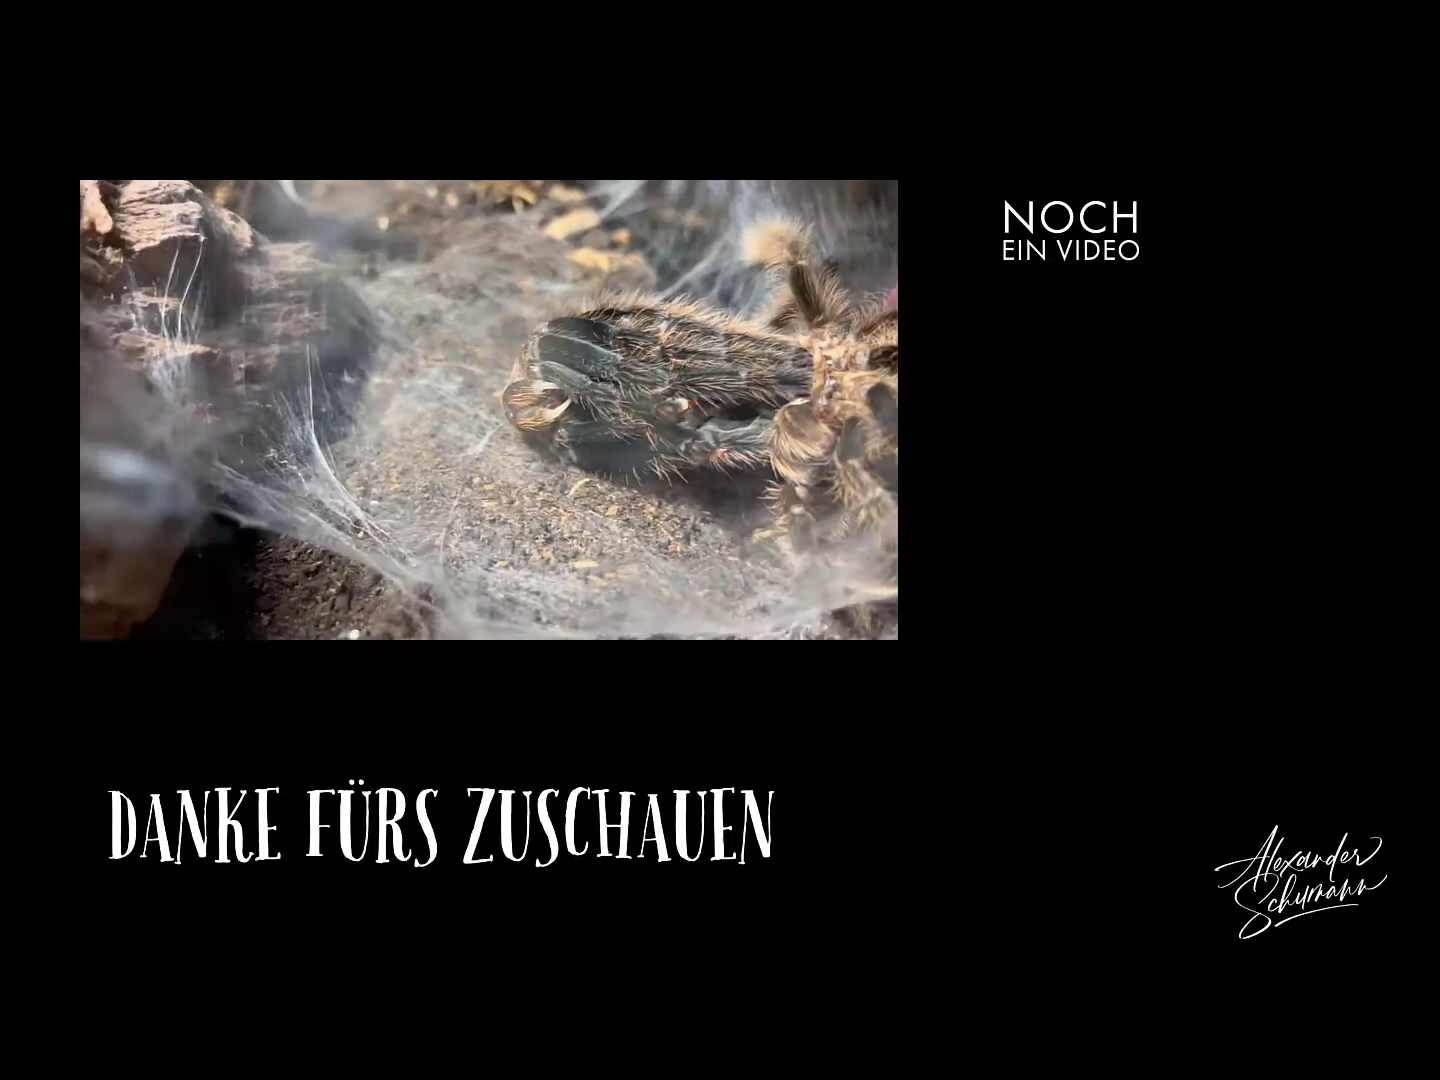 NOCH
EIN VIDEO
DANKE FÜRS ZUSCHAUEN
Alexander
Schumann